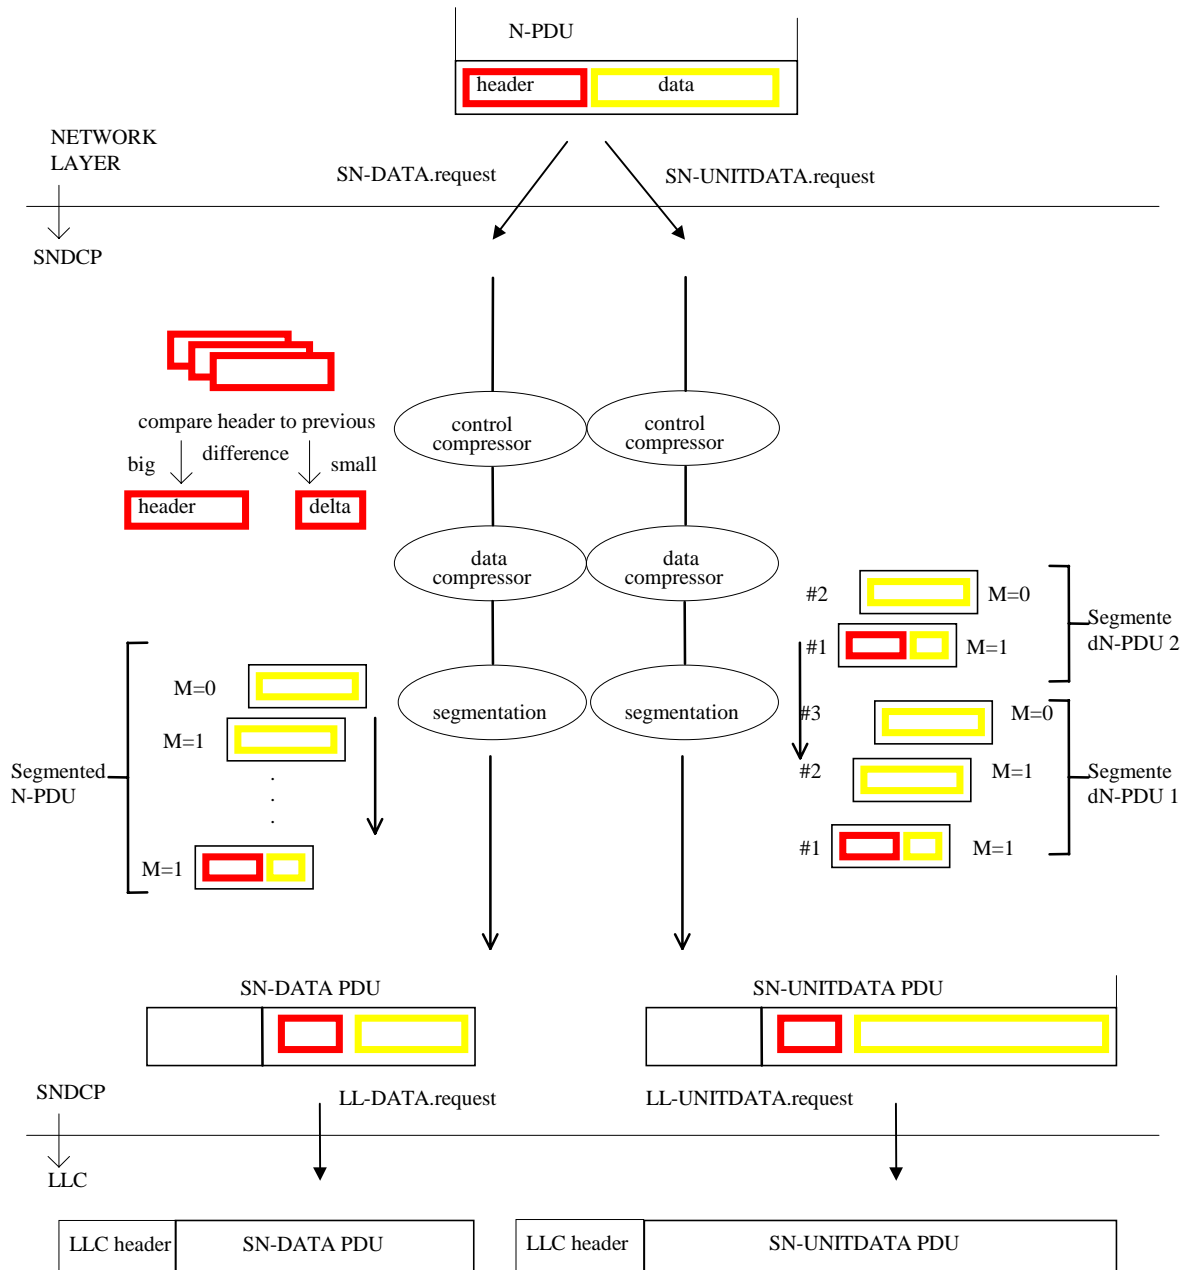 N-PDU
header data
NETWORK
LAYER
SN-DATA.request
SN-UNITDATA.request
SNDCP
compare header to previous
difference
big
small
header
delta
control
compressor
control
compressor
data
compressor
data
compressor
segmentation
segmentation
M=0
M=1
.
.
.
M=1
Segmented
N-PDU
#2 M=0
#1 M=1
Segmente
dN-PDU 2
#3 M=0
#2 M=1
#1 M=1
Segmente
dN-PDU 1
SN-DATA PDU
SN-UNITDATA PDU
SNDCP
LL-DATA.request
LL-UNITDATA.request
LLC
LLC header SN-DATA PDU
LLC header SN-UNITDATA PDU